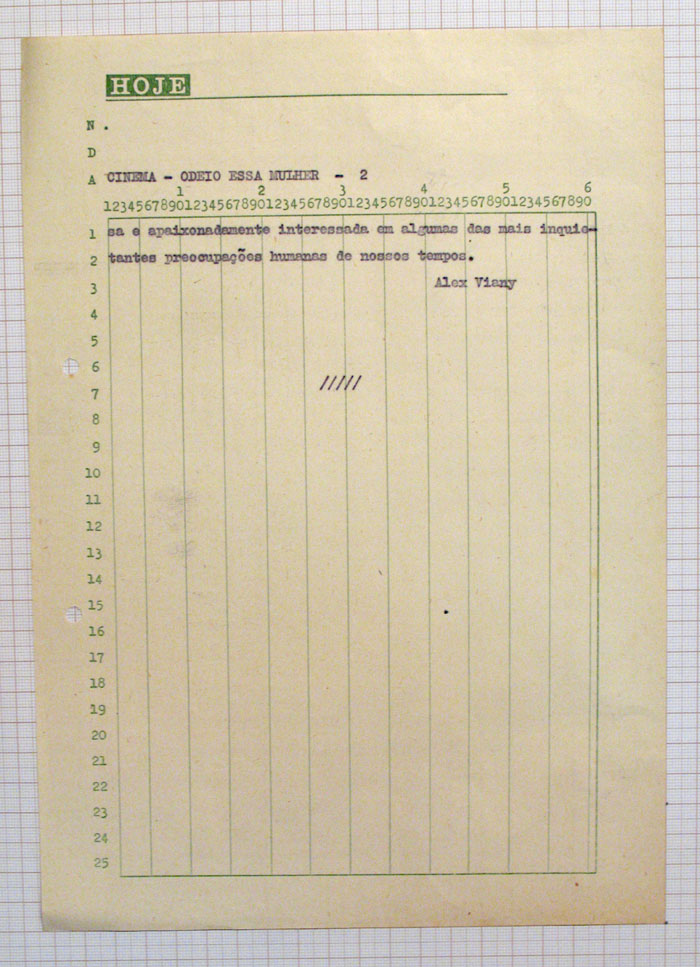 HOJE
N.
D
A CINEMA - ODEIO ESSA MULHER - 2
1 2 3 4 5 6
123456789012345678901234567890123456789012345678901234567890
1 sa e apaixonadamente interessada em algumas das mais inquie-
2 tantes preocupações humanas de nossos tempos.
3 Alex Viany
4
5
6
7 /////
8
9
10
11
12
13
14
15
16
17
18
19
20
21
22
23
24
25